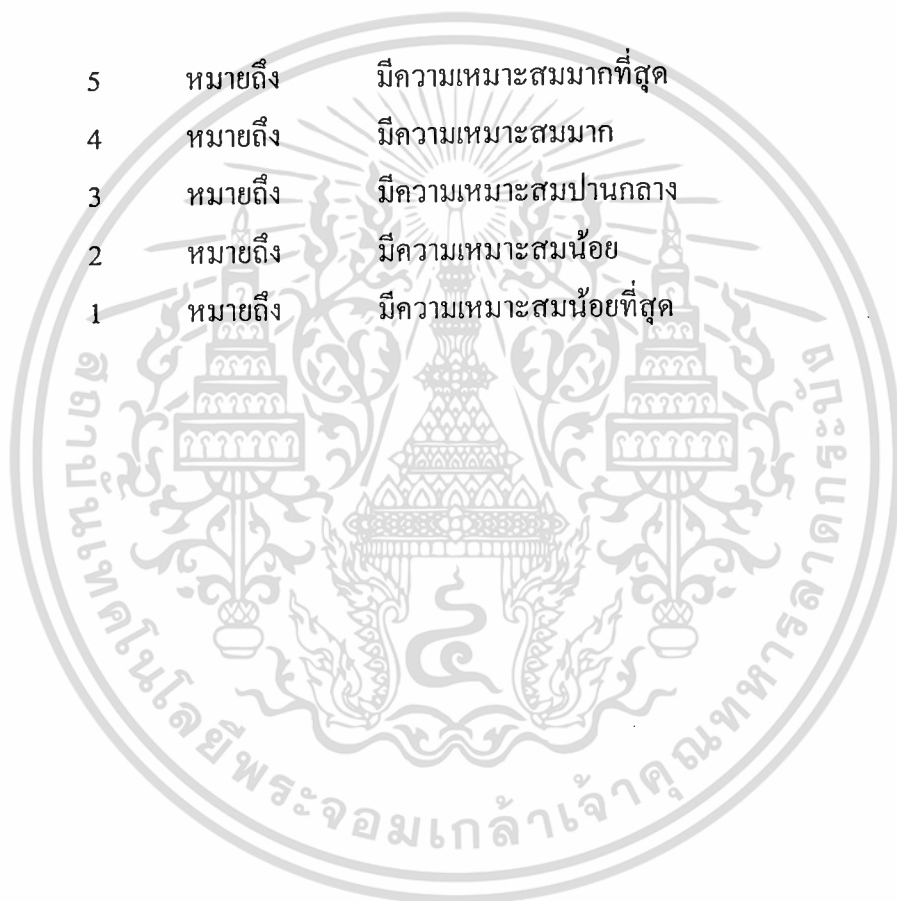 5 หมายถึง มีความเหมาะสมมากที่สุด
4 หมายถึง มีความเหมาะสมมาก
3 หมายถึง มีความเหมาะสมปานกลาง
2 หมายถึง มีความเหมาะสมน้อย
1 หมายถึง มีความเหมาะสมน้อยที่สุด
สถาบันเทคโนโลยีพระจอมเกล้าเจ้าคุณทหารลาดกระบัง